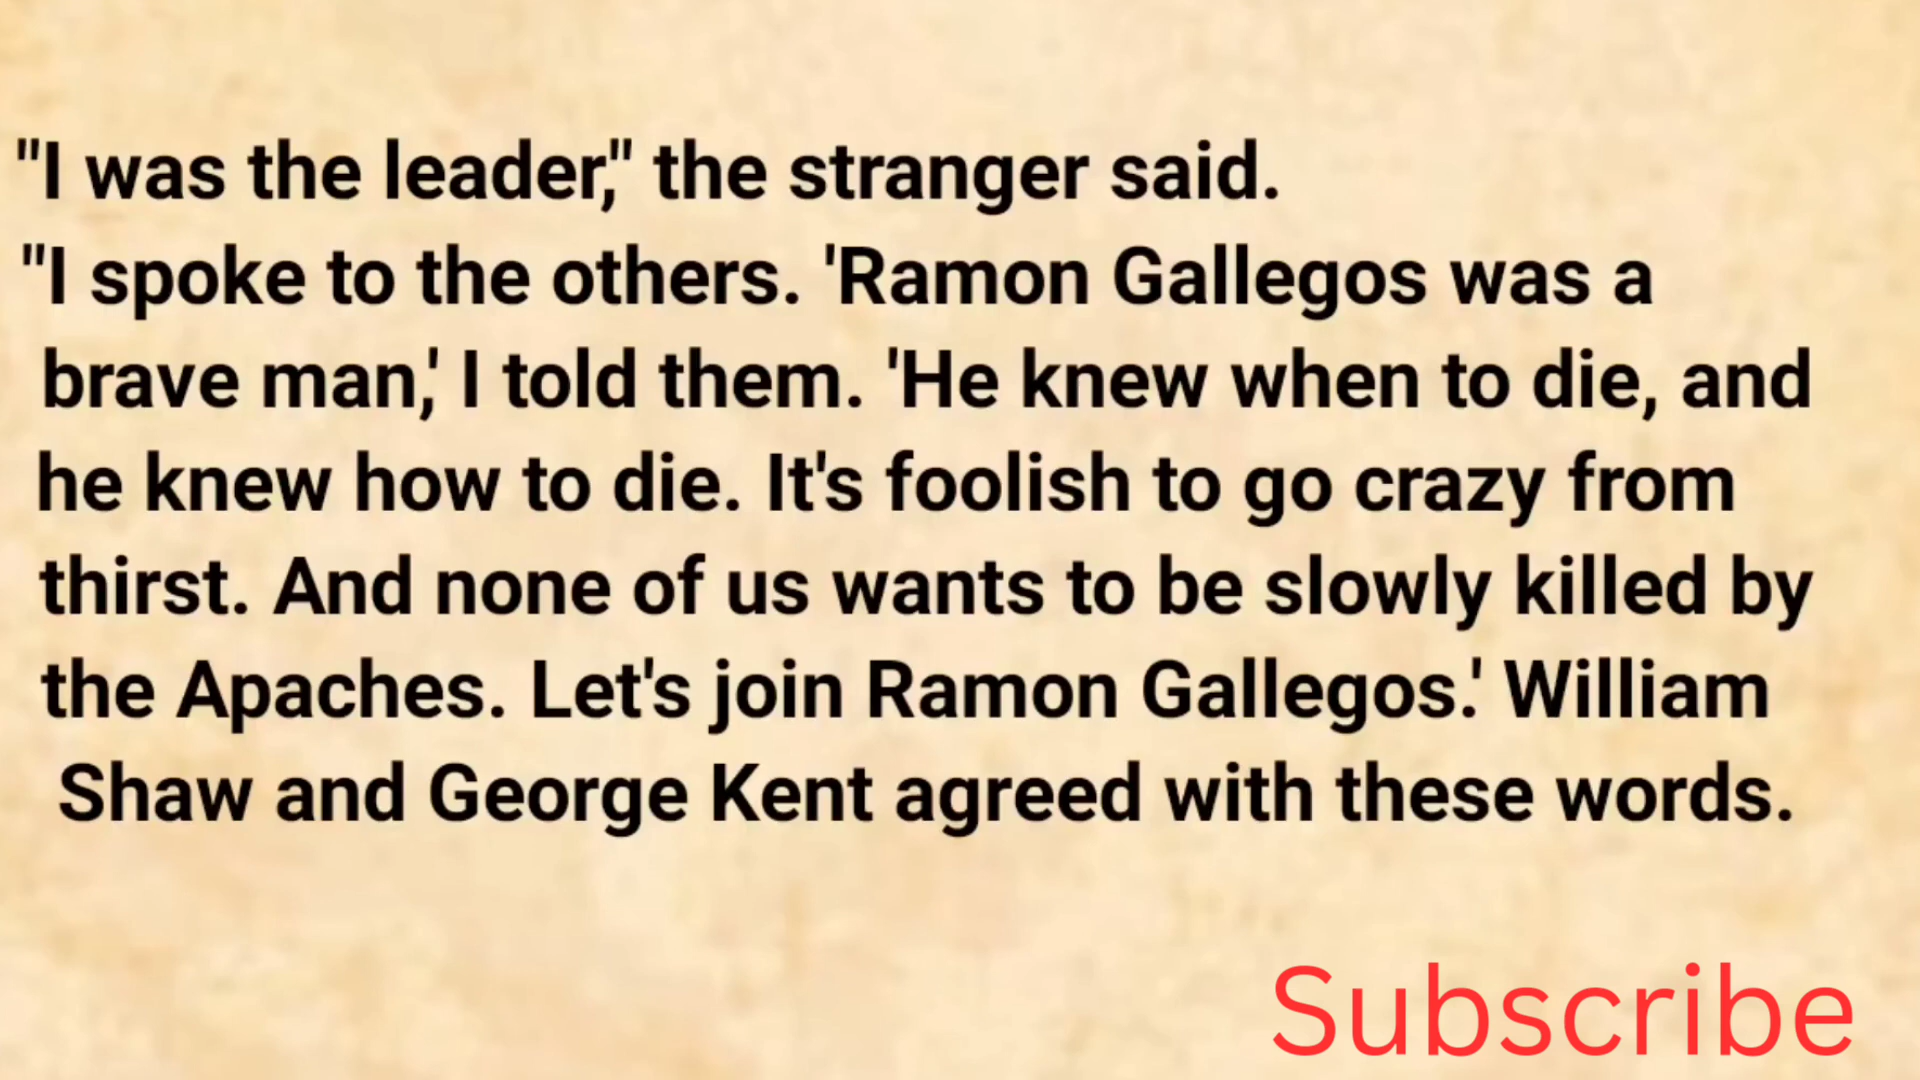 "I was the leader," the stranger said.
"I spoke to the others. 'Ramon Gallegos was a
brave man,' I told them. 'He knew when to die, and
he knew how to die. It's foolish to go crazy from
thirst. And none of us wants to be slowly killed by
the Apaches. Let's join Ramon Gallegos.' William
Shaw and George Kent agreed with these words.
Subscribe